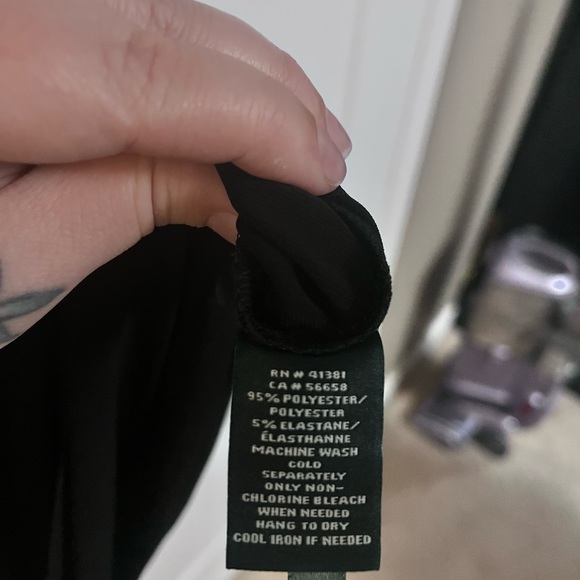 RN # 41381
CA # 56658
95% POLYESTER/
POLYESTER
5% ELASTANE/
ÉLASTHANNE
MACHINE WASH
COLD
SEPARATELY
ONLY NON-
CHLORINE BLEACH
WHEN NEEDED
HANG TO DRY
COOL IRON IF NEEDED